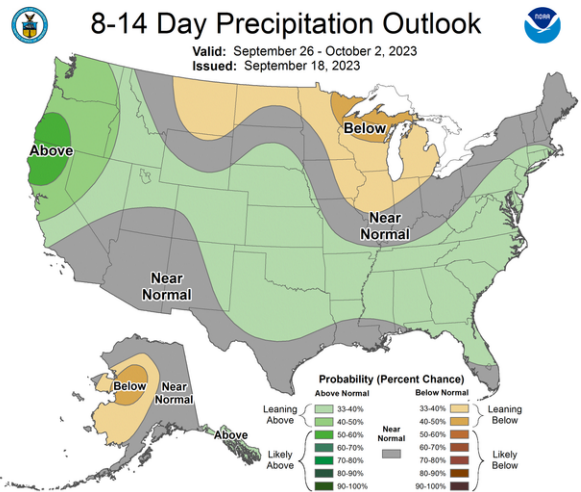 8-14 Day Precipitation Outlook
Valid: September 26 - October 2, 2023
Issued: September 18, 2023
NOAA
Above
Below
Near
Normal
Near
Normal
Below
Near
Normal
Above
Probability (Percent Chance)
Above Normal
Below Normal
Leaning
Above
33-40%
40-50%
Likely
Above
50-60%
60-70%
70-80%
80-90%
90-100%
Near
Normal
33-40%
40-50%
Leaning
Below
50-60%
60-70%
70-80%
80-90%
90-100%
Likely
Below